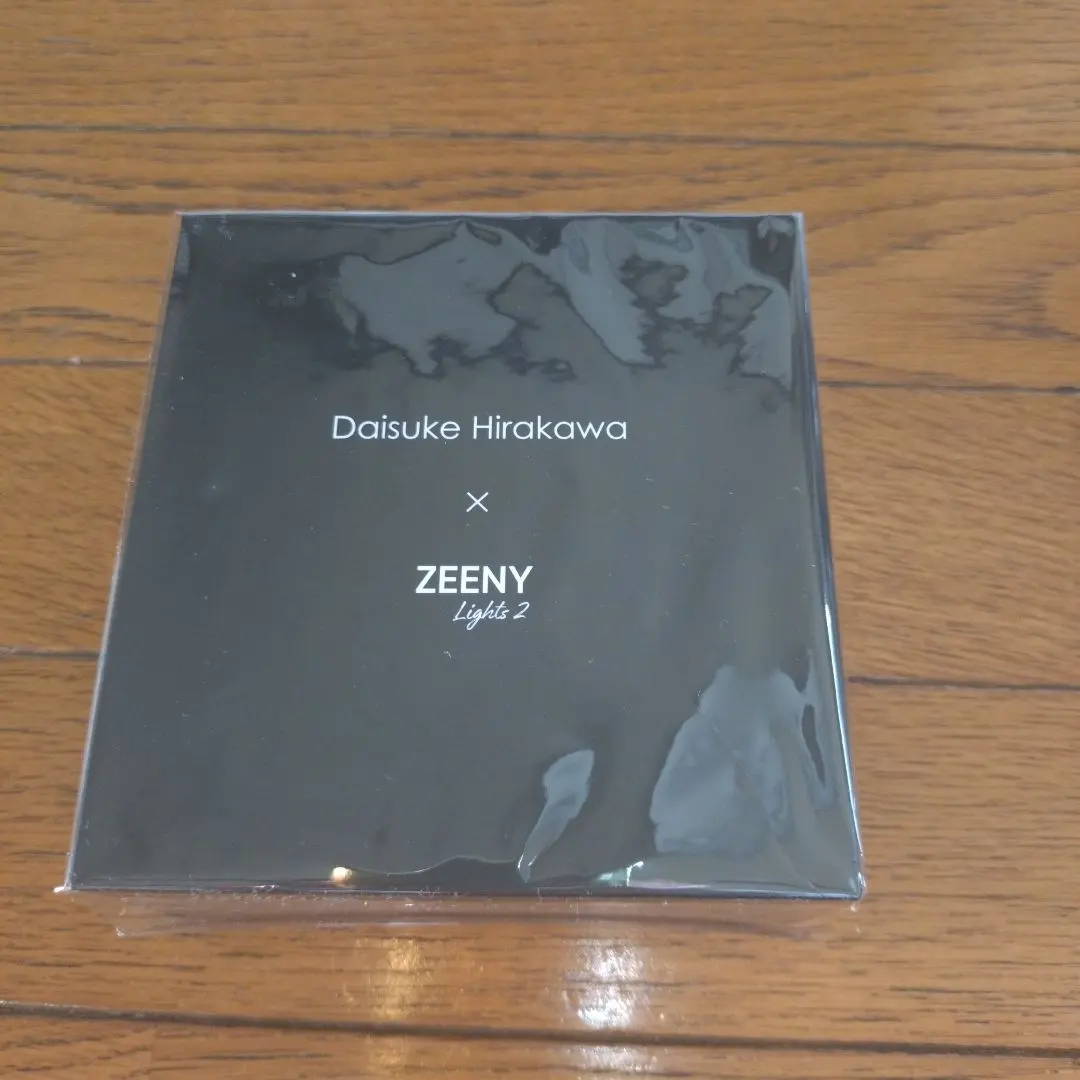 Daisuke Hirakawa
×
ZEENY
Lights 2